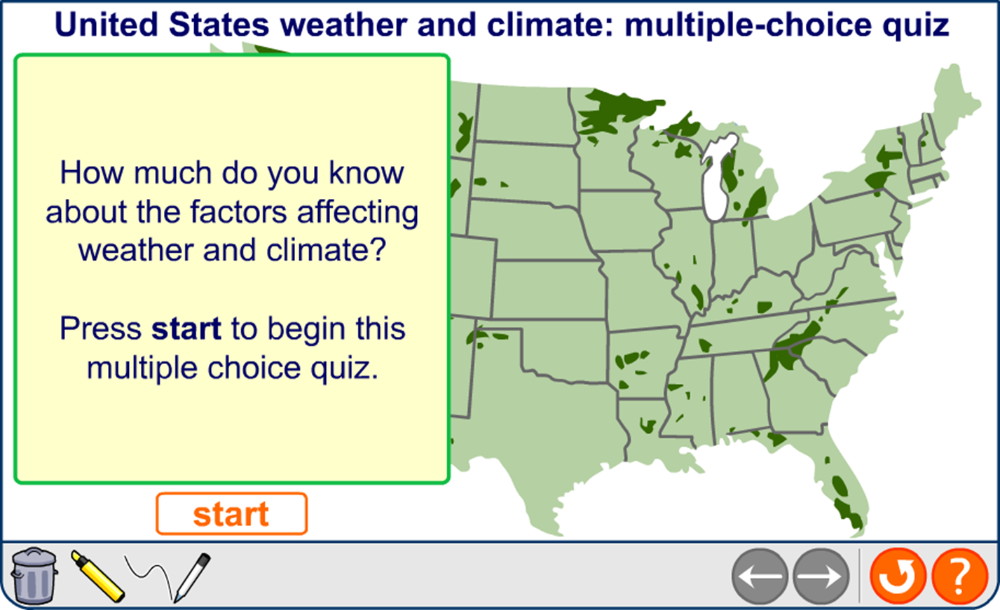 United States weather and climate: multiple-choice quiz
How much do you know
about the factors affecting
weather and climate?
Press start to begin this
multiple choice quiz.
start
?